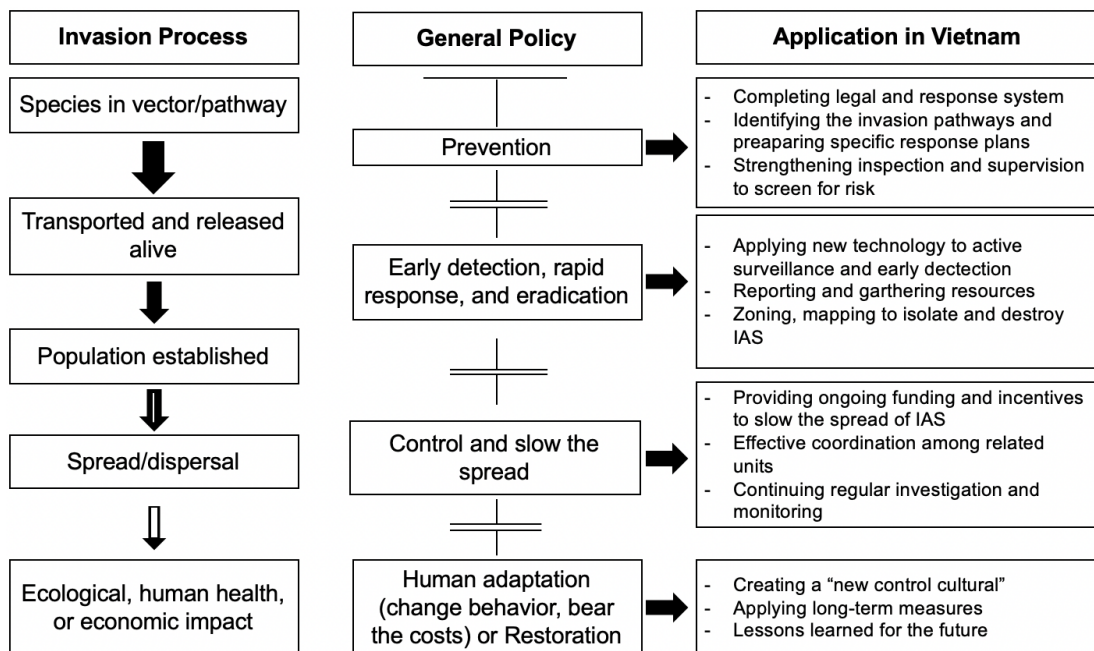 Invasion Process
Species in vector/pathway
Transported and released
alive
Population established
Spread/dispersal
Ecological, human health,
or economic impact
General Policy
Prevention
Early detection, rapid
response, and eradication
Control and slow the
spread
Human adaptation
(change behavior, bear
the costs) or Restoration
Application in Vietnam
- Completing legal and response system
- Identifying the invasion pathways and
preaparing specific response plans
- Strengthening inspection and supervision
to screen for risk
- Applying new technology to active
surveillance and early dectection
- Reporting and garthering resources
- Zoning, mapping to isolate and destroy
IAS
- Providing ongoing funding and incentives
to slow the spread of IAS
- Effective coordination among related
units
- Continuing regular investigation and
monitoring
- Creating a “new control cultural”
- Applying long-term measures
- Lessons learned for the future